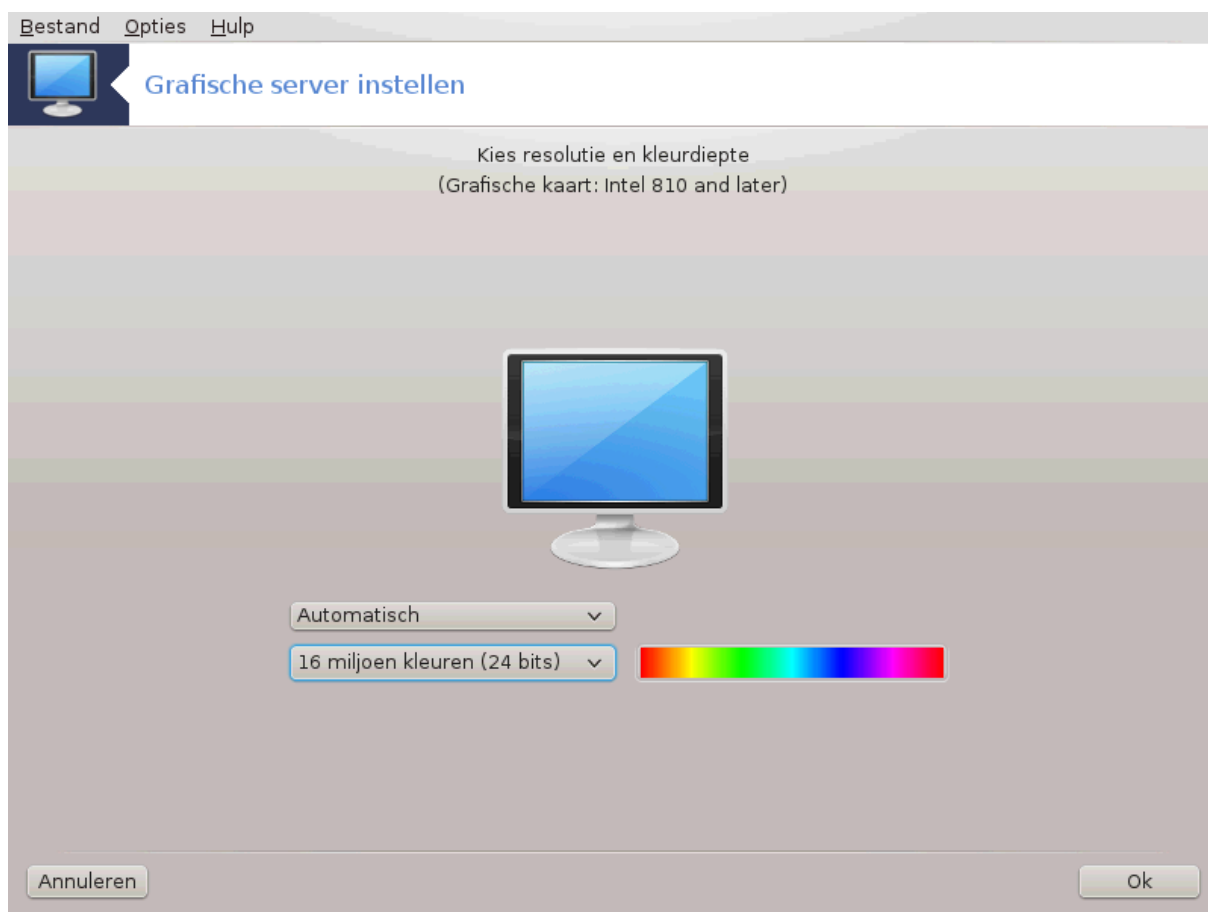 Bestand Opties Hulp
Grafische server instellen
Kies resolutie en kleurdiepte
(Grafische kaart: Intel 810 and later)
Automatisch
16 miljoen kleuren (24 bits)
Annuleren Ok